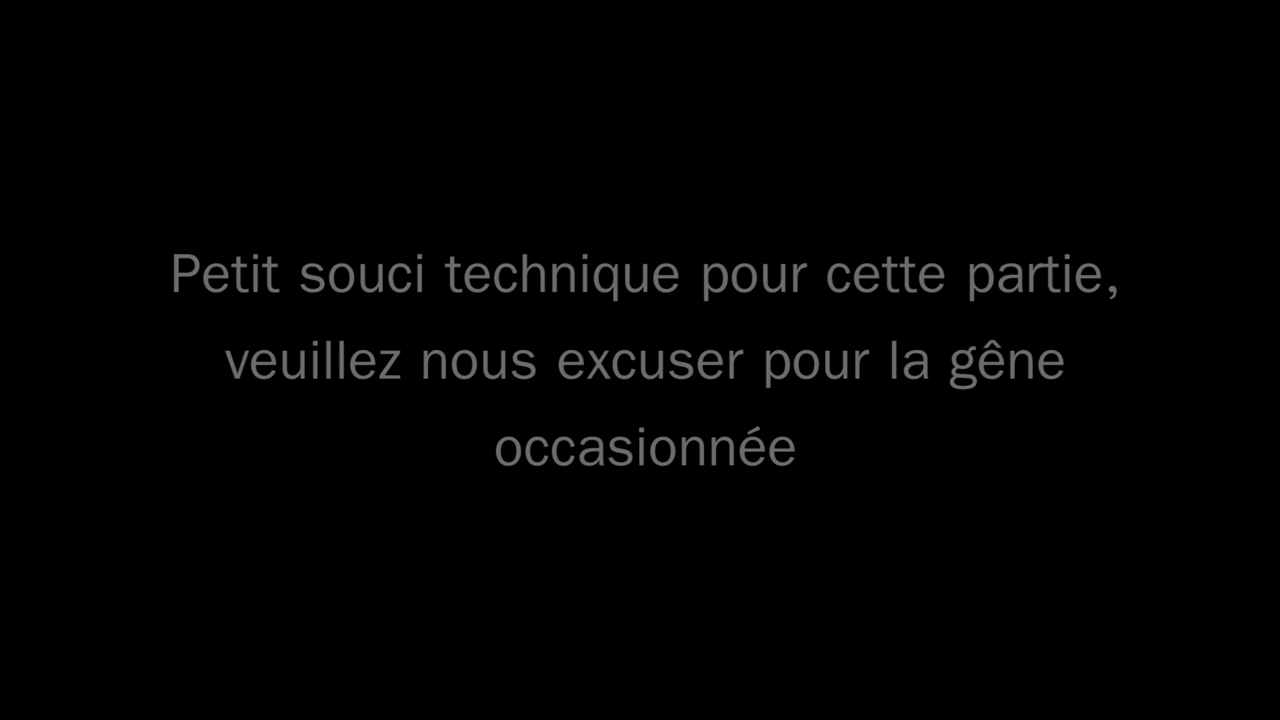 Petit souci technique pour cette partie,
veuillez nous excuser pour la gêne
occasionnée